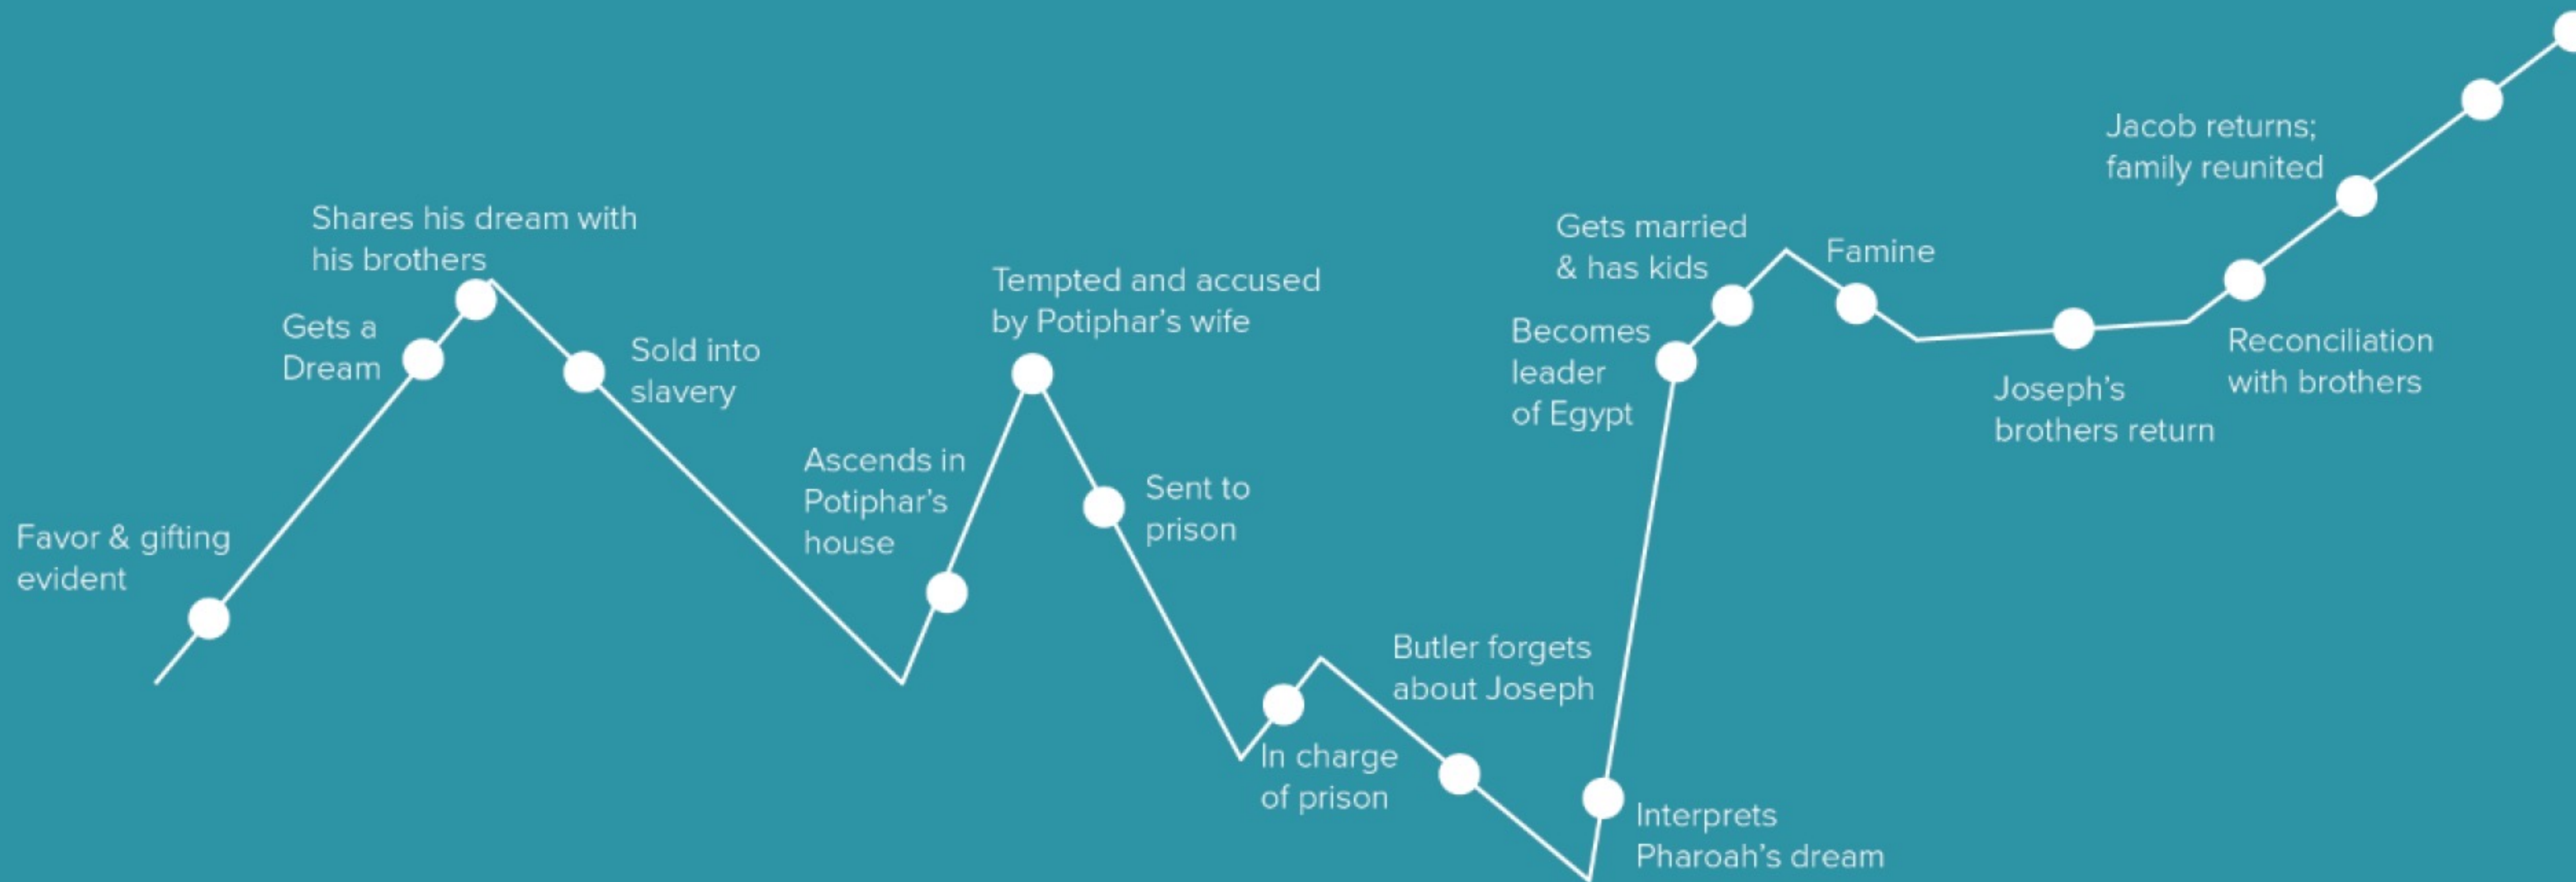 Favor & gifting
evident
Gets a
Dream
Shares his dream with
his brothers
Sold into
slavery
Ascends in
Potiphar's
house
Tempted and accused
by Potiphar's wife
Sent to
prison
In charge
of prison
Butler forgets
about Joseph
Interprets
Pharoah's dream
Becomes
leader
of Egypt
Gets married
& has kids
Famine
Joseph's
brothers return
Reconciliation
with brothers
Jacob returns;
family reunited